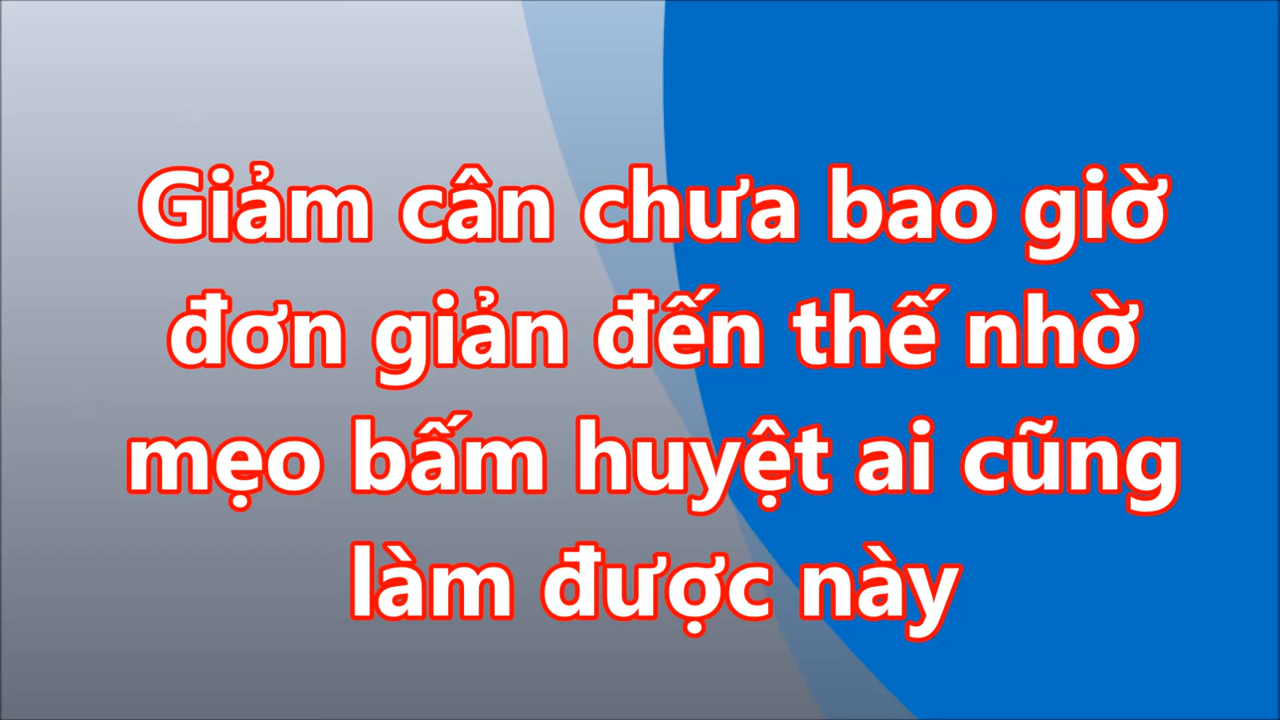 Giảm cân chưa bao giờ
đơn giản đến thế nhờ
mẹo bấm huyệt ai cũng
làm được này